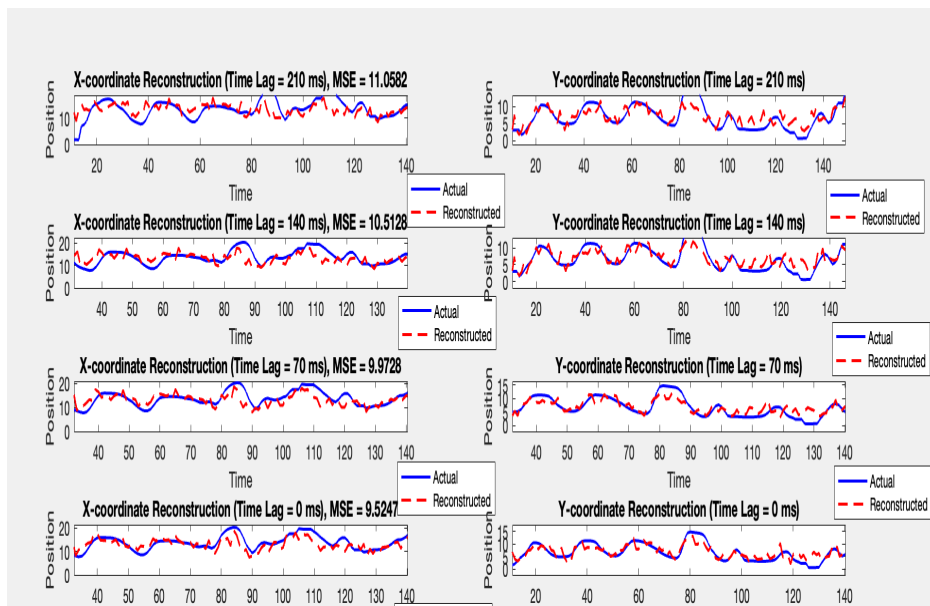 X-coordinate Reconstruction (Time Lag = 210 ms), MSE = 11.0582
Position
10
0
20 40 60 80 100 120 140
Time
Actual
Reconstructed
Y-coordinate Reconstruction (Time Lag = 210 ms)
Position
10
5
0
20 40 60 80 100 120 140
Time
Actual
Reconstructed
X-coordinate Reconstruction (Time Lag = 140 ms), MSE = 10.5128
Position
20
10
0
40 50 60 70 80 90 100 110 120 130
Time
Actual
Reconstructed
Y-coordinate Reconstruction (Time Lag = 140 ms)
Position
10
5
0
20 40 60 80 100 120 140
Time
Actual
Reconstructed
X-coordinate Reconstruction (Time Lag = 70 ms), MSE = 9.9728
Position
20
10
0
40 50 60 70 80 90 100 110 120 130 140
Time
Actual
Reconstructed
Y-coordinate Reconstruction (Time Lag = 70 ms)
Position
15
10
5
0
20 30 40 50 60 70 80 90 100 110 120 130 140
Time
Actual
Reconstructed
X-coordinate Reconstruction (Time Lag = 0 ms), MSE = 9.5247
Position
20
10
0
40 50 60 70 80 90 100 110 120 130 140
Y-coordinate Reconstruction (Time Lag = 0 ms)
Position
15
10
5
0
20 40 60 80 100 120 140